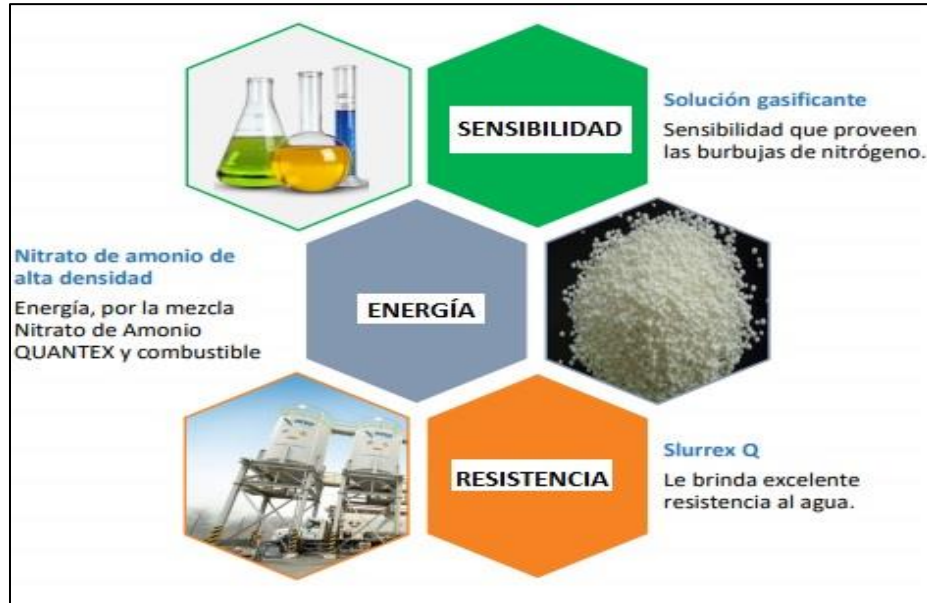 SENSIBILIDAD
Solución gasificante
Sensibilidad que proveen
las burbujas de nitrógeno.
Nitrato de amonio de
alta densidad
Energía, por la mezcla
Nitrato de Amonio
QUANTEX y combustible
ENERGÍA
RESISTENCIA
Slurrex Q
Le brinda excelente
resistencia al agua.